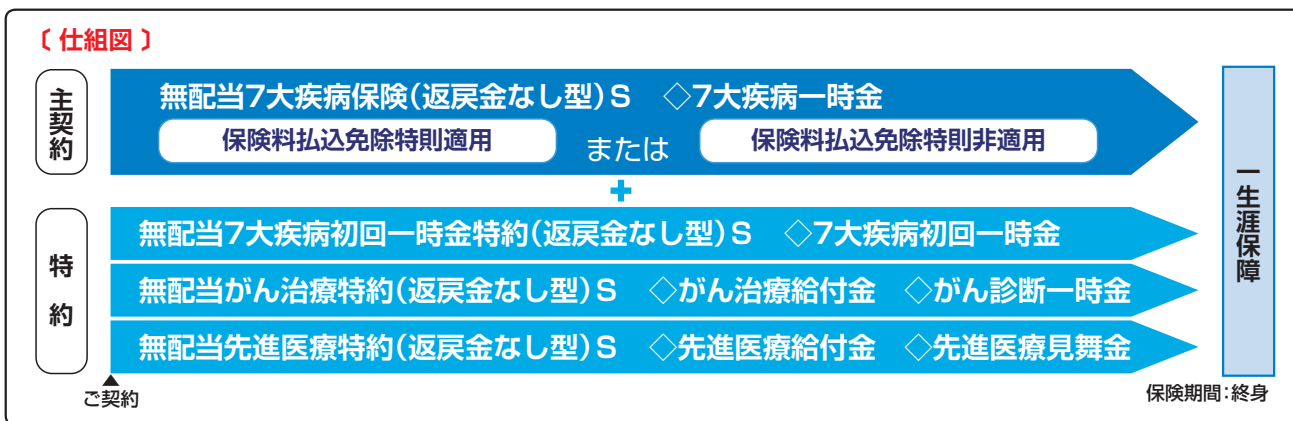 〔 仕組図 〕
主契約
無配当7大疾病保険(返戻金なし型)S ◇7大疾病一時金
保険料払込免除特則適用 または 保険料払込免除特則非適用
+
特約
無配当7大疾病初回一時金特約(返戻金なし型)S ◇7大疾病初回一時金
無配当がん治療特約(返戻金なし型)S ◇がん治療給付金 ◇がん診断一時金
無配当先進医療特約(返戻金なし型)S ◇先進医療給付金 ◇先進医療見舞金
一生涯保障
ご契約
保険期間:終身